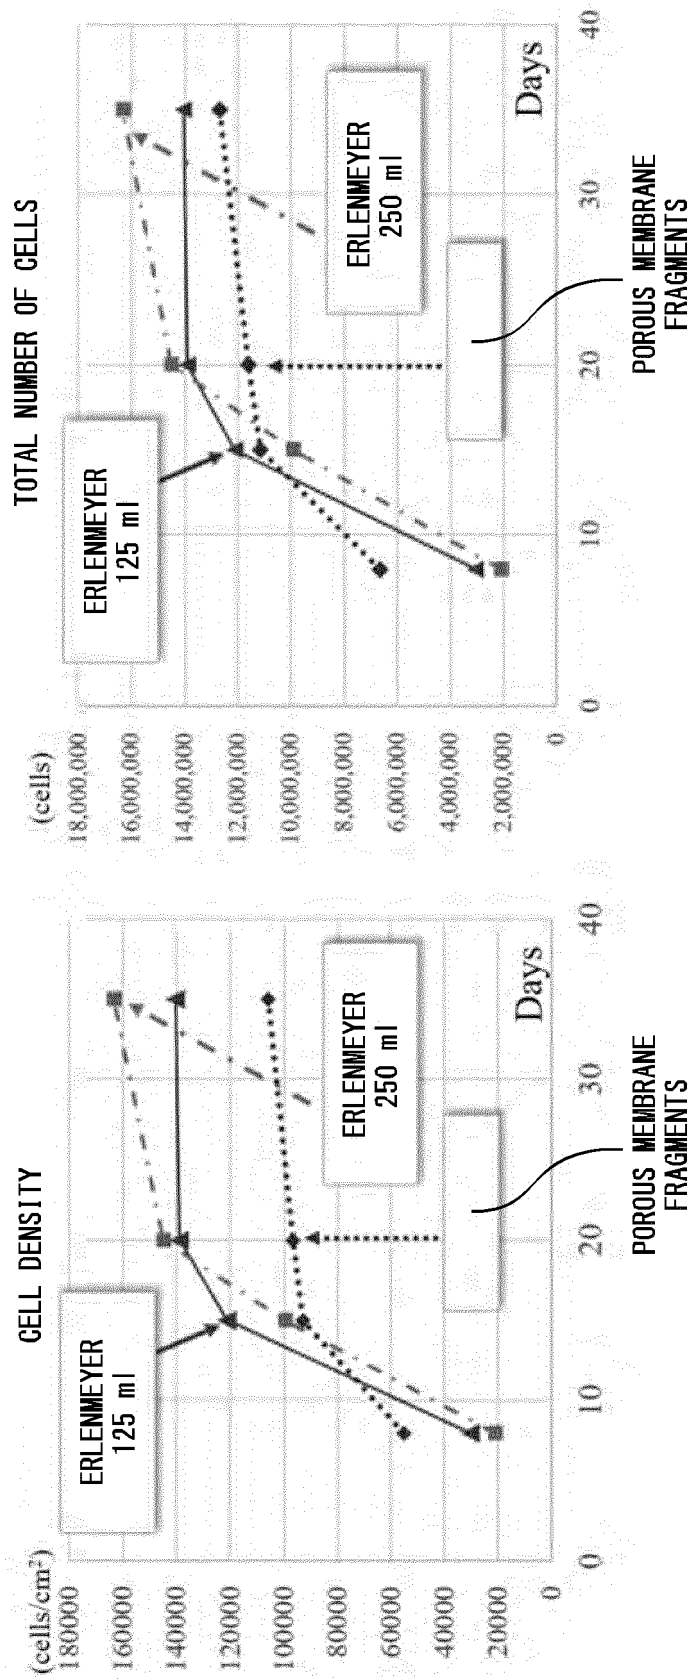 CELL DENSITY
(cells/cm²)
180000
160000
140000
120000
100000
80000
60000
40000
20000
0
0
10
20
30
40
Days
ERLENMEYER
125 ml
ERLENMEYER
250 ml
POROUS MEMBRANE
FRAGMENTS
TOTAL NUMBER OF CELLS
(cells)
18,000,000
16,000,000
14,000,000
12,000,000
10,000,000
8,000,000
6,000,000
4,000,000
2,000,000
0
0
10
20
30
40
Days
ERLENMEYER
125 ml
ERLENMEYER
250 ml
POROUS MEMBRANE
FRAGMENTS